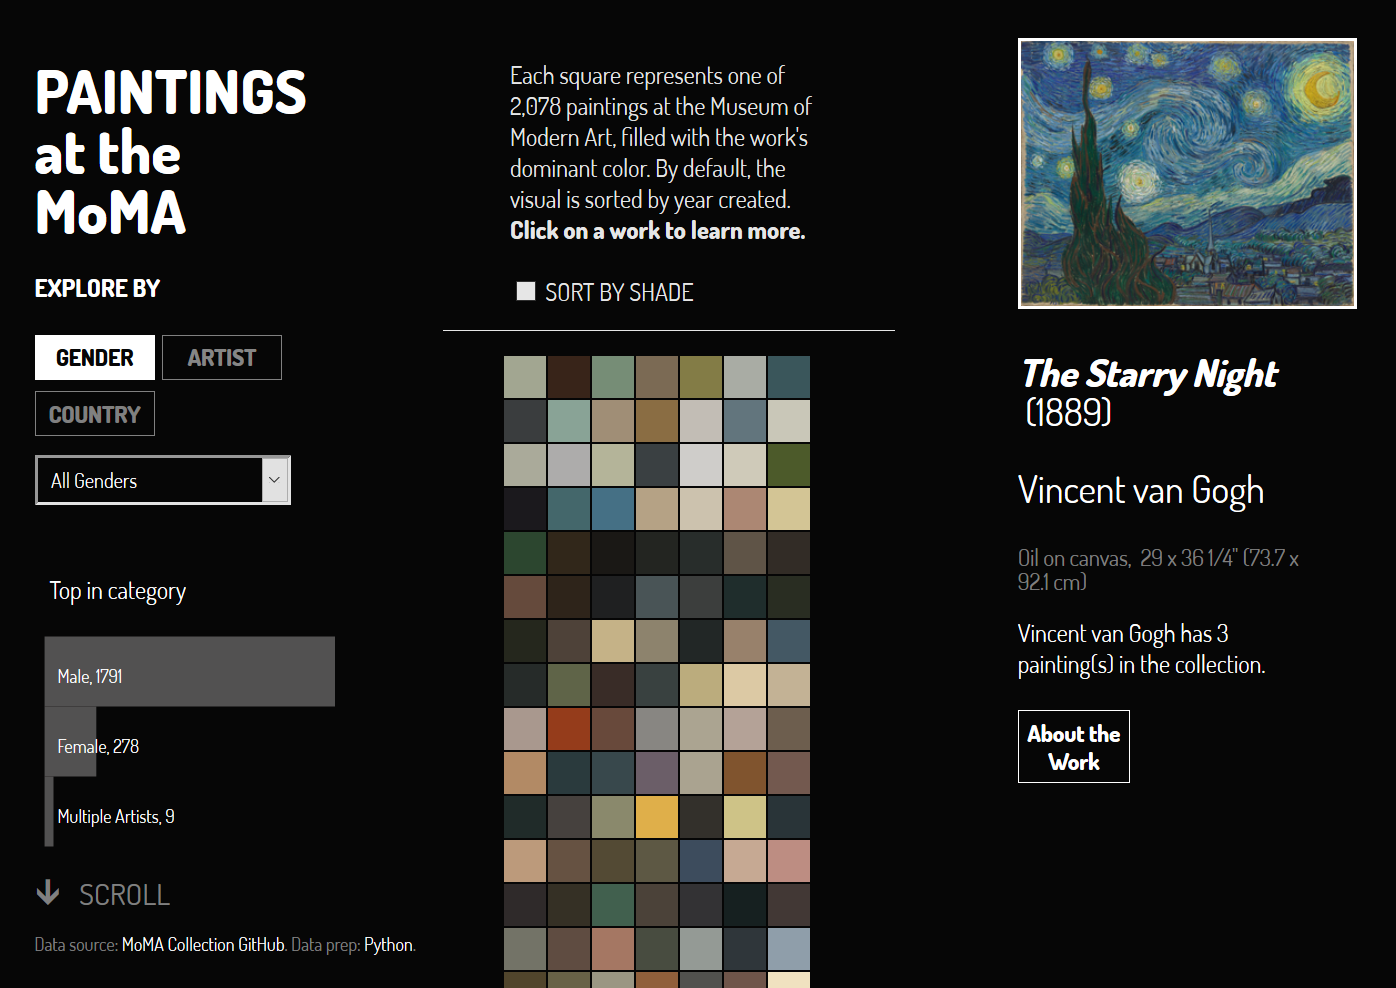 PAINTINGS
at the
MoMA
EXPLORE BY
GENDER
ARTIST
COUNTRY
All Genders
Top in category
Male, 1791
Female, 278
Multiple Artists, 9
SCROLL
Data source: MoMA Collection GitHub. Data prep: Python.
Each square represents one of
2,078 paintings at the Museum of
Modern Art, filled with the work's
dominant color. By default, the
visual is sorted by year created.
Click on a work to learn more.
SORT BY SHADE
The Starry Night
(1889)
Vincent van Gogh
Oil on canvas, 29 x 36 1/4" (73.7 x
92.1 cm)
Vincent van Gogh has 3
painting(s) in the collection.
About the
Work